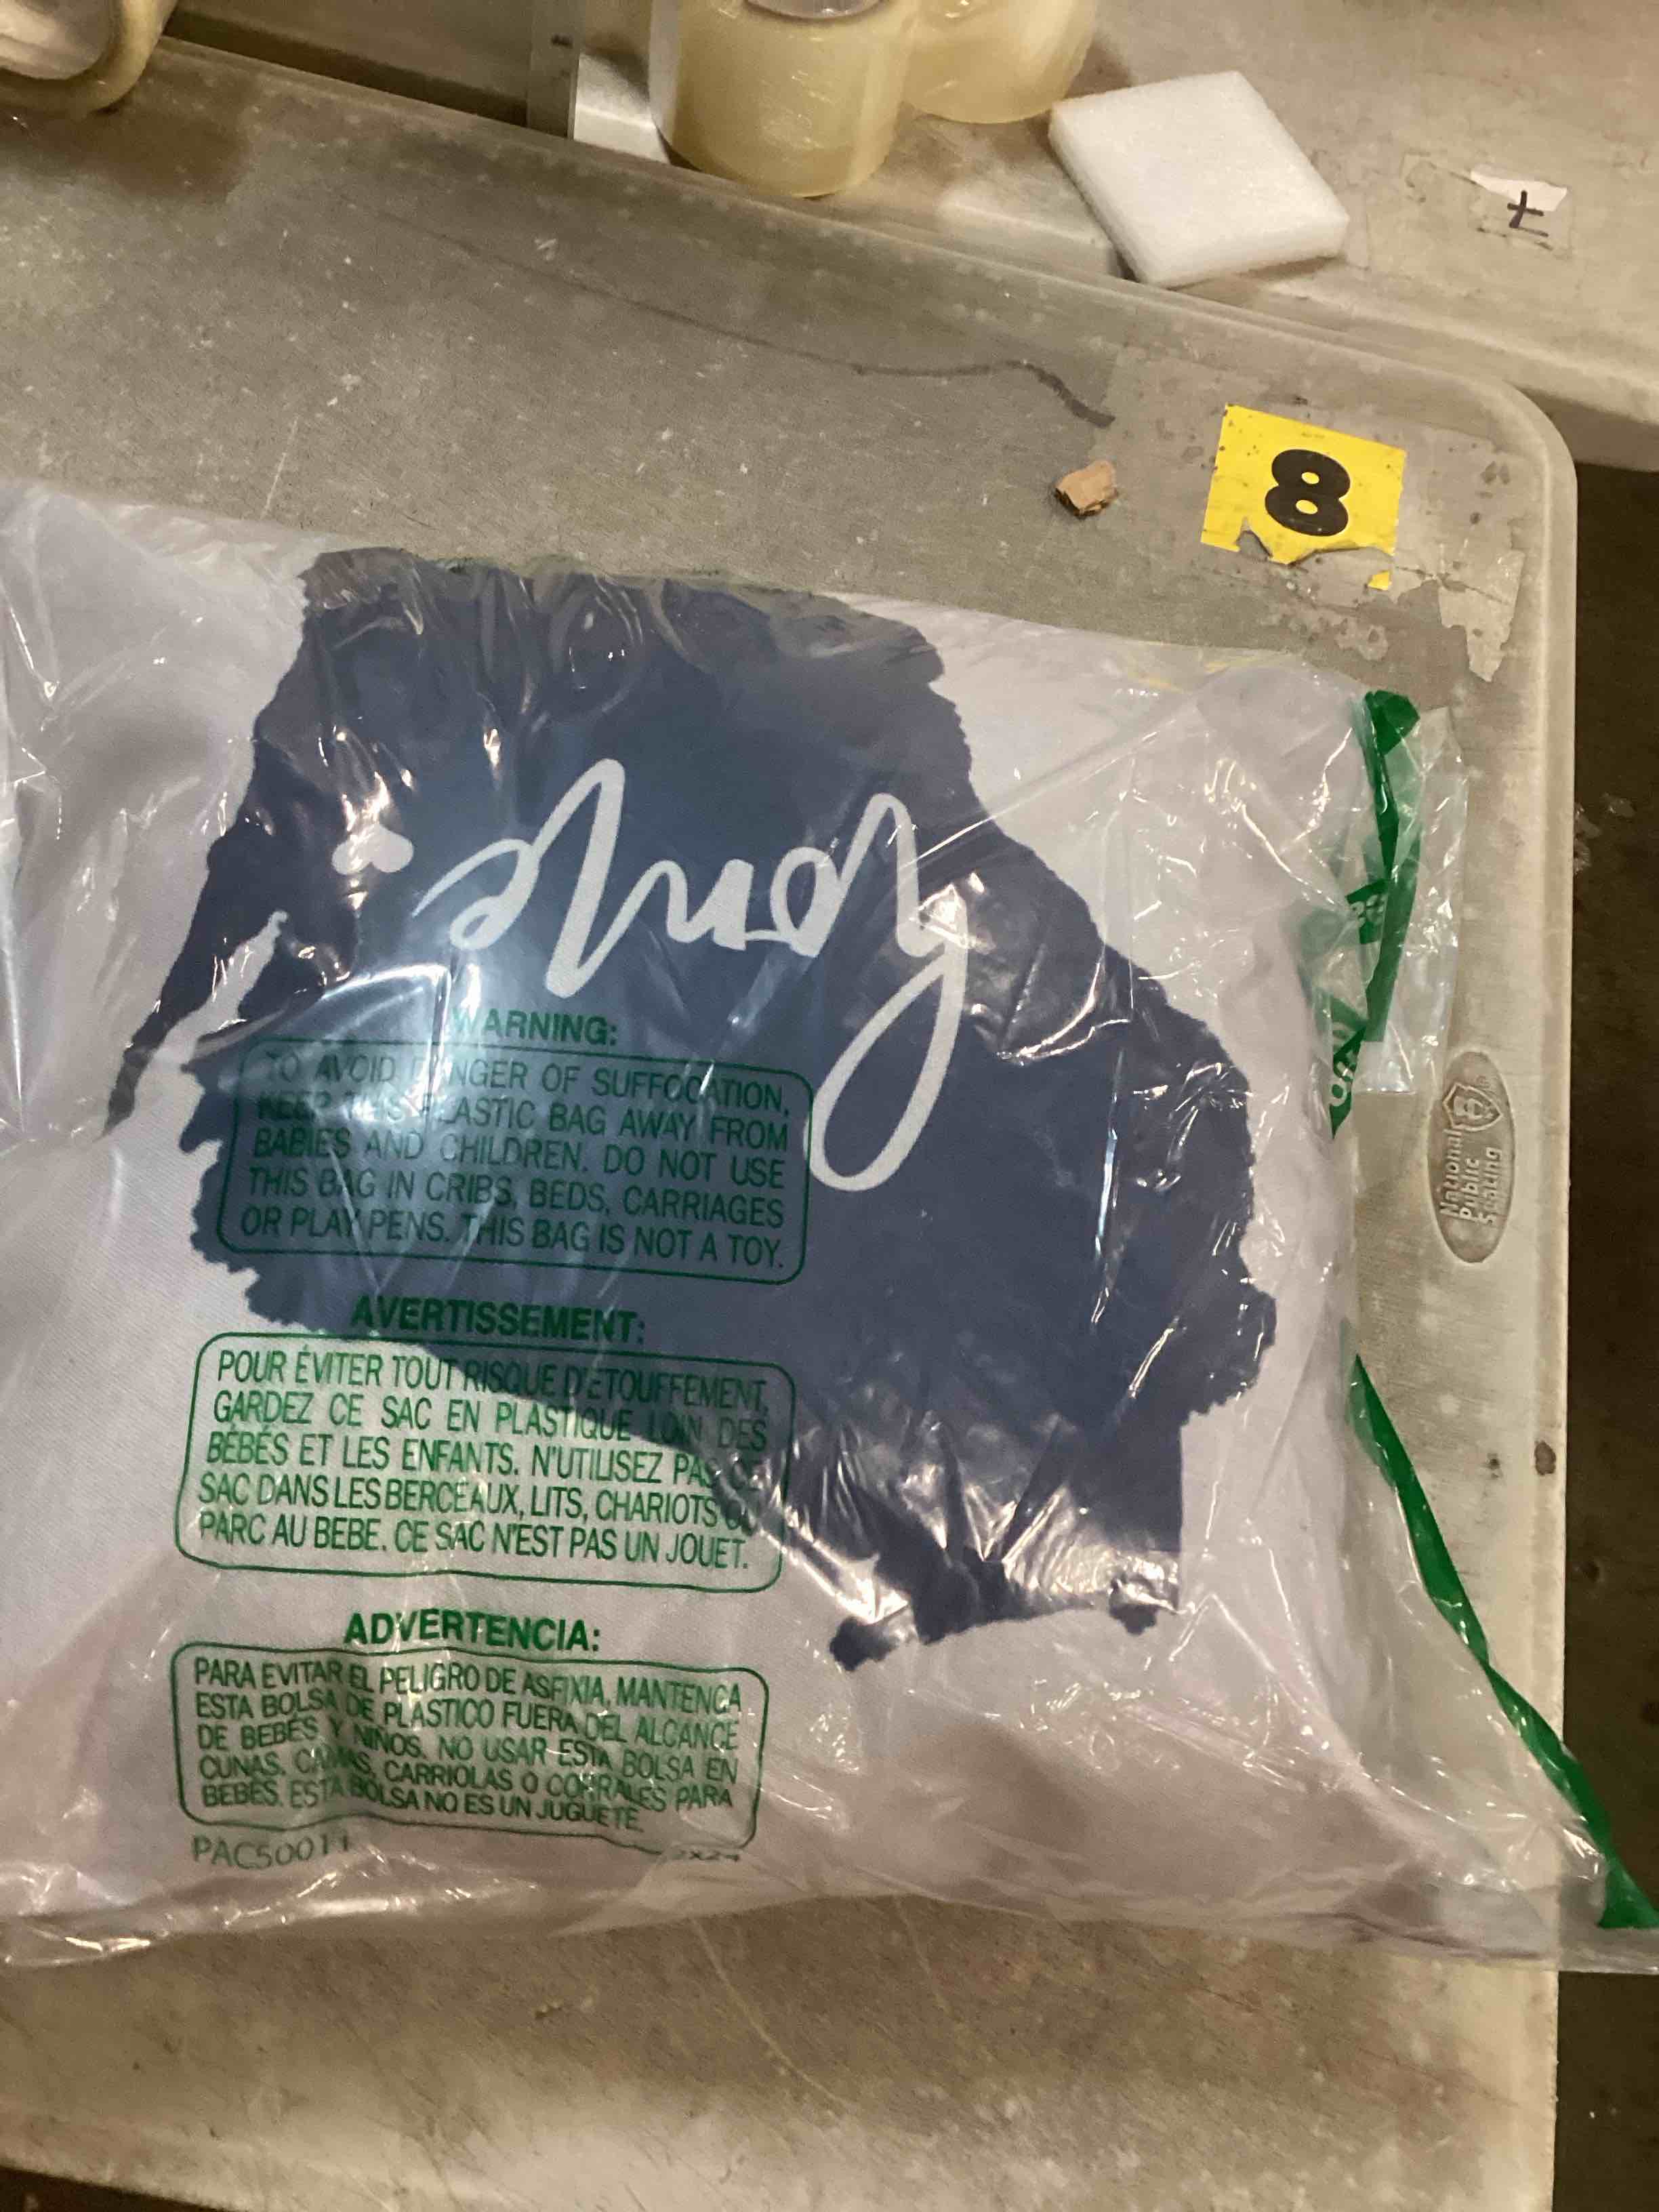 7
8
home
WARNING:
TO AVOID DANGER OF SUFFOCATION,
KEEP THIS PLASTIC BAG AWAY FROM
BABIES AND CHILDREN. DO NOT USE
THIS BAG IN CRIBS, BEDS, CARRIAGES
OR PLAY PENS. THIS BAG IS NOT A TOY.
National
Public
Seating
AVERTISSEMENT:
POUR ÉVITER TOUT RISQUE D'ÉTOUFFEMENT,
GARDEZ CE SAC EN PLASTIQUE LOIN DES
BÉBÉS ET LES ENFANTS. N'UTILISEZ PAS CE
SAC DANS LES BERCEAUX, LITS, CHARIOTS OU
PARC AU BEBE. CE SAC N'EST PAS UN JOUET.
ADVERTENCIA:
PARA EVITAR EL PELIGRO DE ASFIXIA, MANTENGA
ESTA BOLSA DE PLASTICO FUERA DEL ALCANCE
DE BEBÉS Y NIÑOS. NO USAR ESTA BOLSA EN
CUNAS, CAMAS, CARRIOLAS O CORRALES PARA
BEBÉS. ESTA BOLSA NO ES UN JUGUETE.
PAC50011